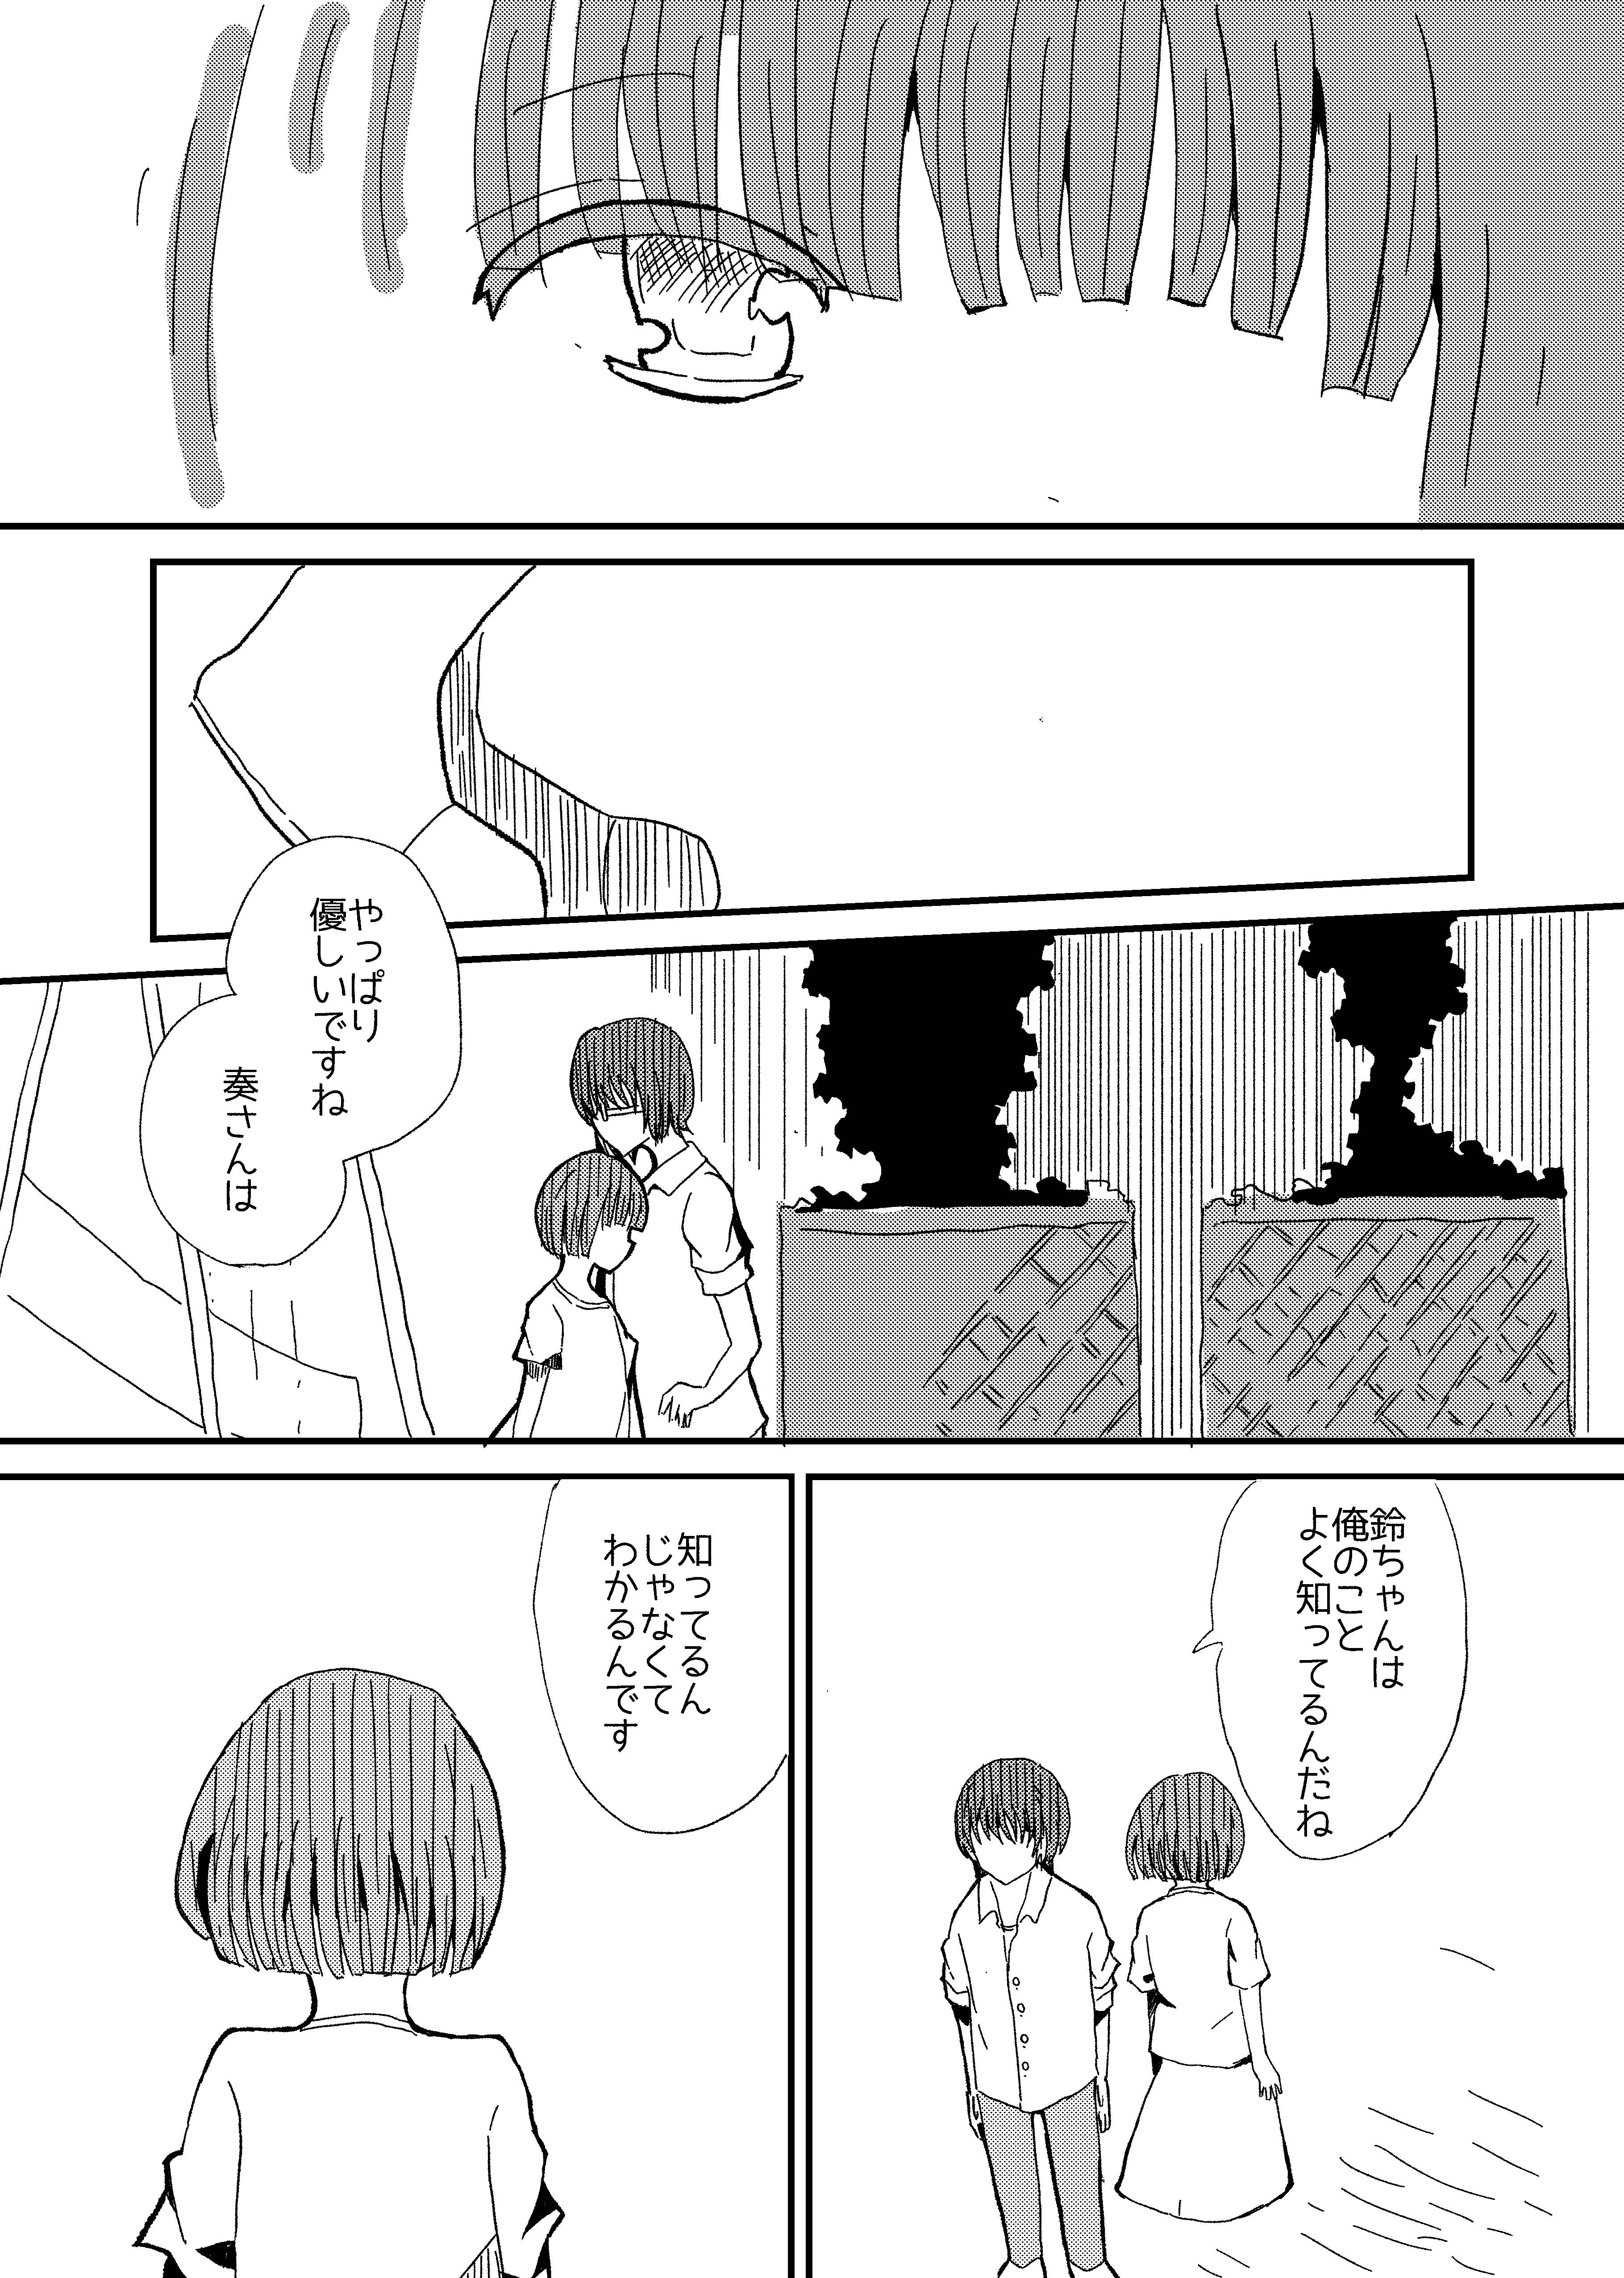 やっぱり
優しいですね
奏さんは
鈴ちゃんは
俺のこと
よく知ってるんだね
知ってるん
じゃなくて
わかるんです